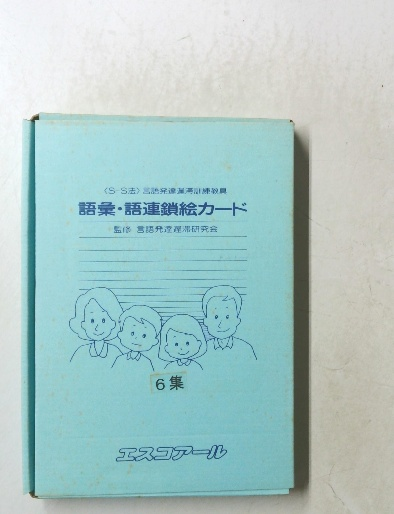 〈S-S法〉言語発達遅滞訓練教具
語彙・語連鎖絵カード
監修 言語発達遅滞研究会
6集
エスコアール